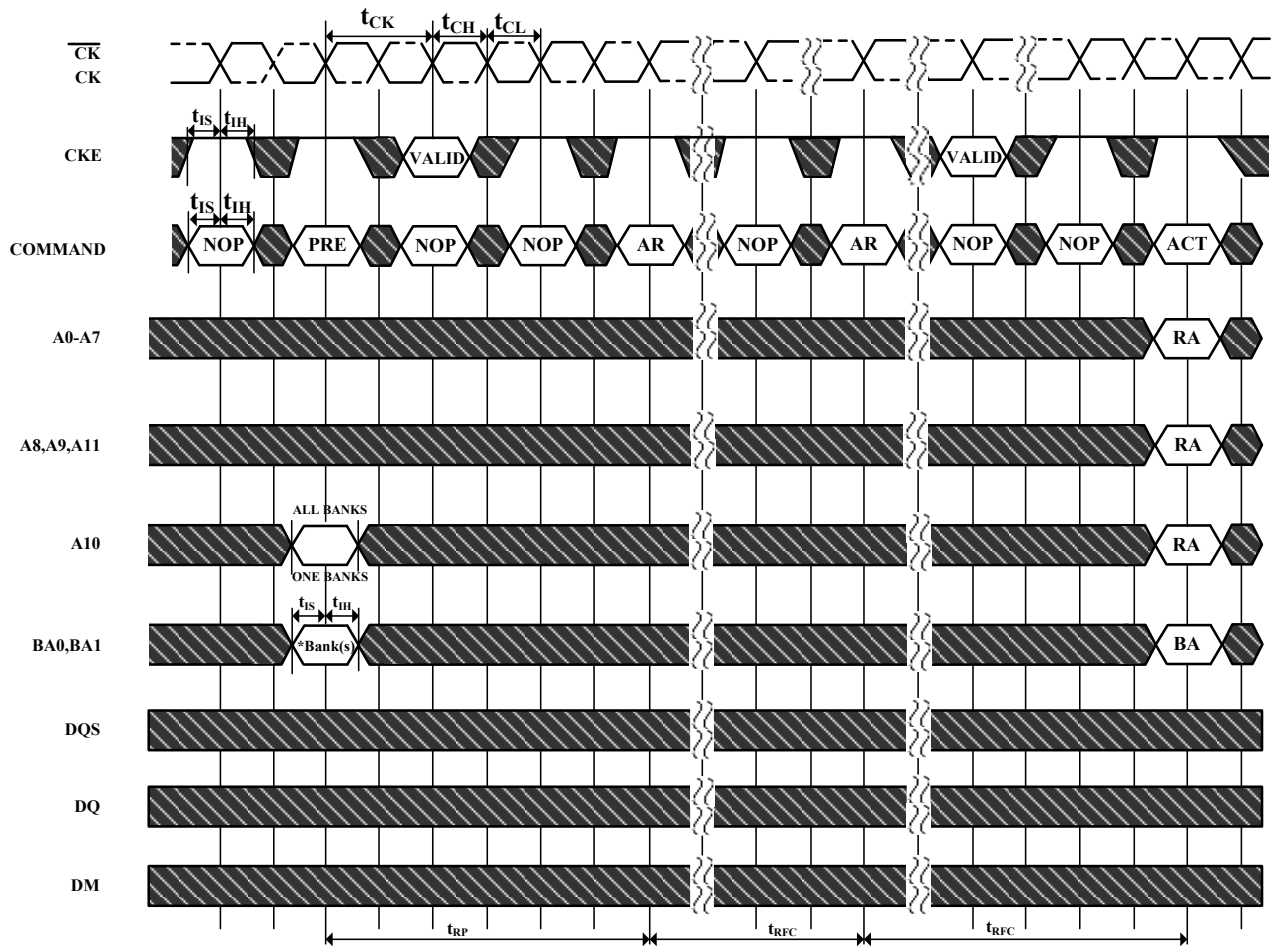 tCK tCH tCL
CK
CK
tIS tIH
CKE VALID VALID
tIS tIH
COMMAND NOP PRE NOP NOP AR NOP AR NOP NOP ACT
A0-A7 RA
A8,A9,A11 RA
ALL BANKS
A10 RA
ONE BANKS
tIS tIH
BA0,BA1 *Bank(s) BA
DQS
DQ
DM
tRP tRFC tRFC